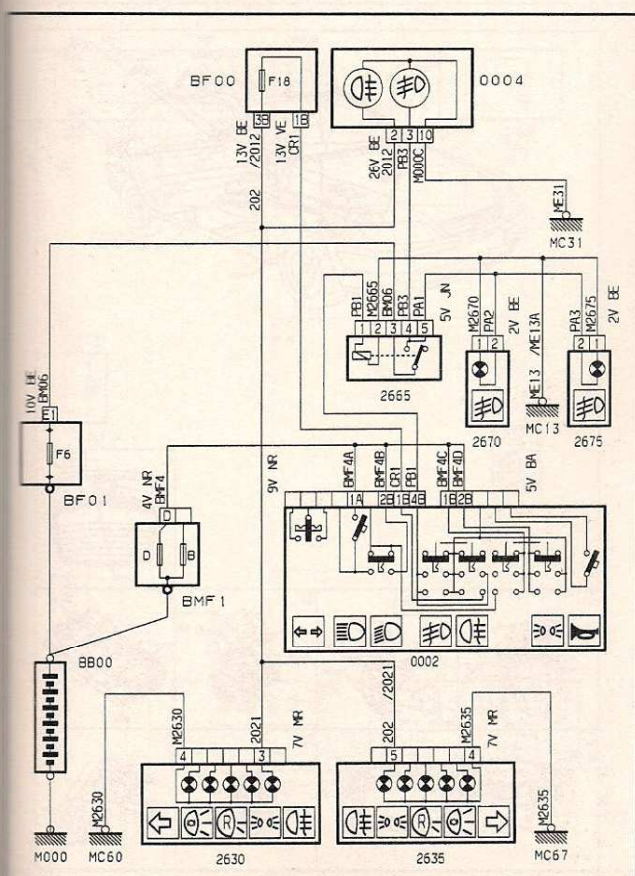 BF00
F18
0004
3B
1B
2
3
10
13V BE
/2012
13V VE
CR1
26V BE
2012
PB3
M000C
202
ME31
MC31
PB1
M2665
BM06
PB3
PA1
5V JN
M2670
PA2
2V BE
ME13 /ME13A
PA3
M2675
2V BE
1
2
3
4
5
1
2
2
1
2665
2670
MC13
2675
10V BE
BM06
E1
F6
BF01
4V NR
BMF4
D
D
B
BMF1
9V NR
BMF4A
BMF4B
CR1
PB1
BMF4C
BMF4D
5V BA
1A
2B
1B
4B
1B
2B
0002
BB00
M2630
2021
7V MR
/2021
202
M2635
7V MR
4
3
5
4
R
R
M2630
M2635
M000
MC60
2630
2635
MC67